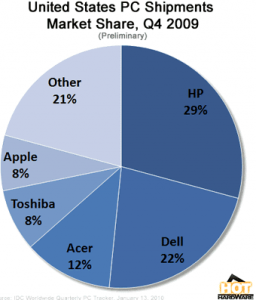 United States PC Shipments
Market Share, Q4 2009
(Preliminary)
Other
21%
HP
29%
Apple
8%
Toshiba
8%
Acer
12%
Dell
22%
IDC Worldwide Quarterly PC Tracker, January 13, 2010
HOT
HARDWARE